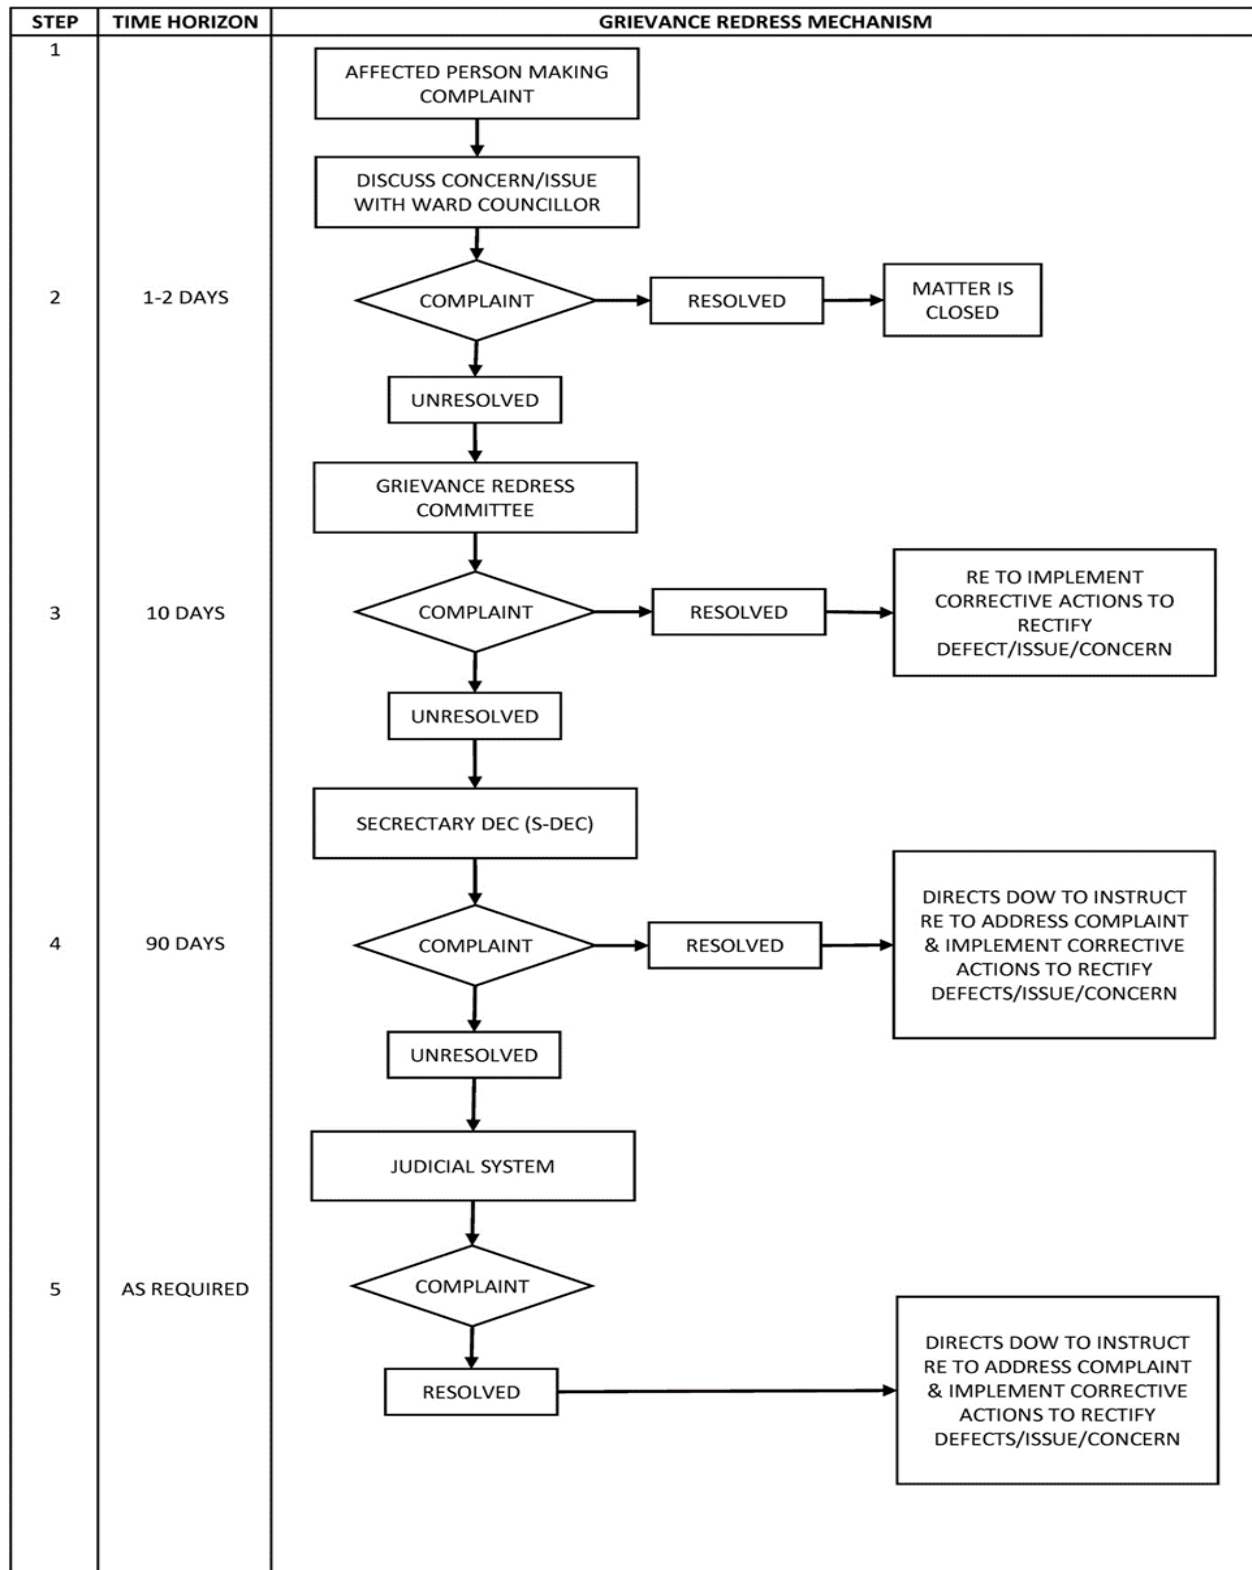 STEP TIME HORIZON GRIEVANCE REDRESS MECHANISM
1
AFFECTED PERSON MAKING
COMPLAINT
DISCUSS CONCERN/ISSUE
WITH WARD COUNCILLOR
2 1-2 DAYS COMPLAINT RESOLVED
MATTER IS
CLOSED
UNRESOLVED
GRIEVANCE REDRESS
COMMITTEE
3 10 DAYS COMPLAINT RESOLVED
RE TO IMPLEMENT
CORRECTIVE ACTIONS TO
RECTIFY
DEFECT/ISSUE/CONCERN
UNRESOLVED
SECRECTARY DEC (S-DEC)
4 90 DAYS COMPLAINT RESOLVED
DIRECTS DOW TO INSTRUCT
RE TO ADDRESS COMPLAINT
& IMPLEMENT CORRECTIVE
ACTIONS TO RECTIFY
DEFECTS/ISSUE/CONCERN
UNRESOLVED
JUDICIAL SYSTEM
5 AS REQUIRED COMPLAINT
RESOLVED
DIRECTS DOW TO INSTRUCT
RE TO ADDRESS COMPLAINT
& IMPLEMENT CORRECTIVE
ACTIONS TO RECTIFY
DEFECTS/ISSUE/CONCERN